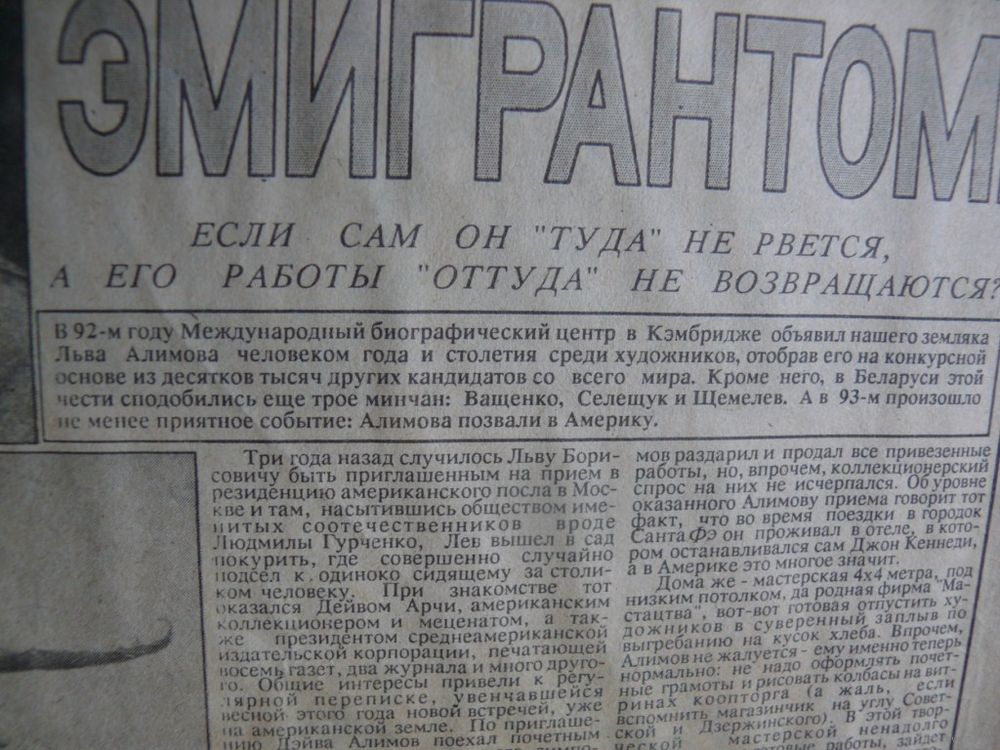 ЭМИГРАНТОМ
ЕСЛИ САМ ОН "ТУДА" НЕ РВЕТСЯ,
А ЕГО РАБОТЫ "ОТТУДА" НЕ ВОЗВРАЩАЮТСЯ?
В 92-м году Международный биографический центр в Кэмбридже объявил нашего земляка
Льва Алимова человеком года и столетия среди художников, отобрав его на конкурсной
основе из десятков тысяч других кандидатов со всего мира. Кроме него, в Беларуси этой
чести сподобились еще трое минчан: Ващенко, Селещук и Щемелев. А в 93-м произошло
не менее приятное событие: Алимова позвали в Америку.
Три года назад случилось Льву Бори-
совичу быть приглашенным на прием в
резиденцию американского посла в Мос-
кве и там, насытившись обществом име-
нитых соотечественников вроде
Людмилы Гурченко, Лев вышел в сад
покурить, где совершенно случайно
подсел к одиноко сидящему за столи-
ком человеку. При знакомстве тот
оказался Дейвом Арчи, американским
коллекционером и меценатом, а так-
же президентом среднеамериканской
издательской корпорации, печатающей
восемь газет, два журнала и много друго-
го. Общие интересы привели к регу-
лярной переписке, увенчавшейся
весной этого года новой встречей, уже
на американской земле. По приглаше-
нию Дэйва Алимов поехал почетным
мов раздарил и продал все привезенные
работы, но, впрочем, коллекционерский
спрос на них не исчерпался. Об уровне
оказанного Алимову приема говорит тот
факт, что во время поездки в городок
Санта Фэ он проживал в отеле, в кото-
ром останавливался сам Джон Кеннеди,
а в Америке это многое значит.
Дома же - мастерская 4х4 метра, под
низким потолком, да родная фирма "Ма-
стацтва", вот-вот готовая отпустить ху-
дожников в суверенный заплыв по
выгребанию на кусок хлеба. Впрочем,
Алимов не жалуется - ему именно теперь
нормально: не надо оформлять почет-
ные грамоты и рисовать колбасы на вит-
ринах коопторга (а жаль, если
вспомнить магазинчик на углу Совет-
ской и Дзержинского). В этой твор-
ческой мастерской ненадолго
работы, зайдет